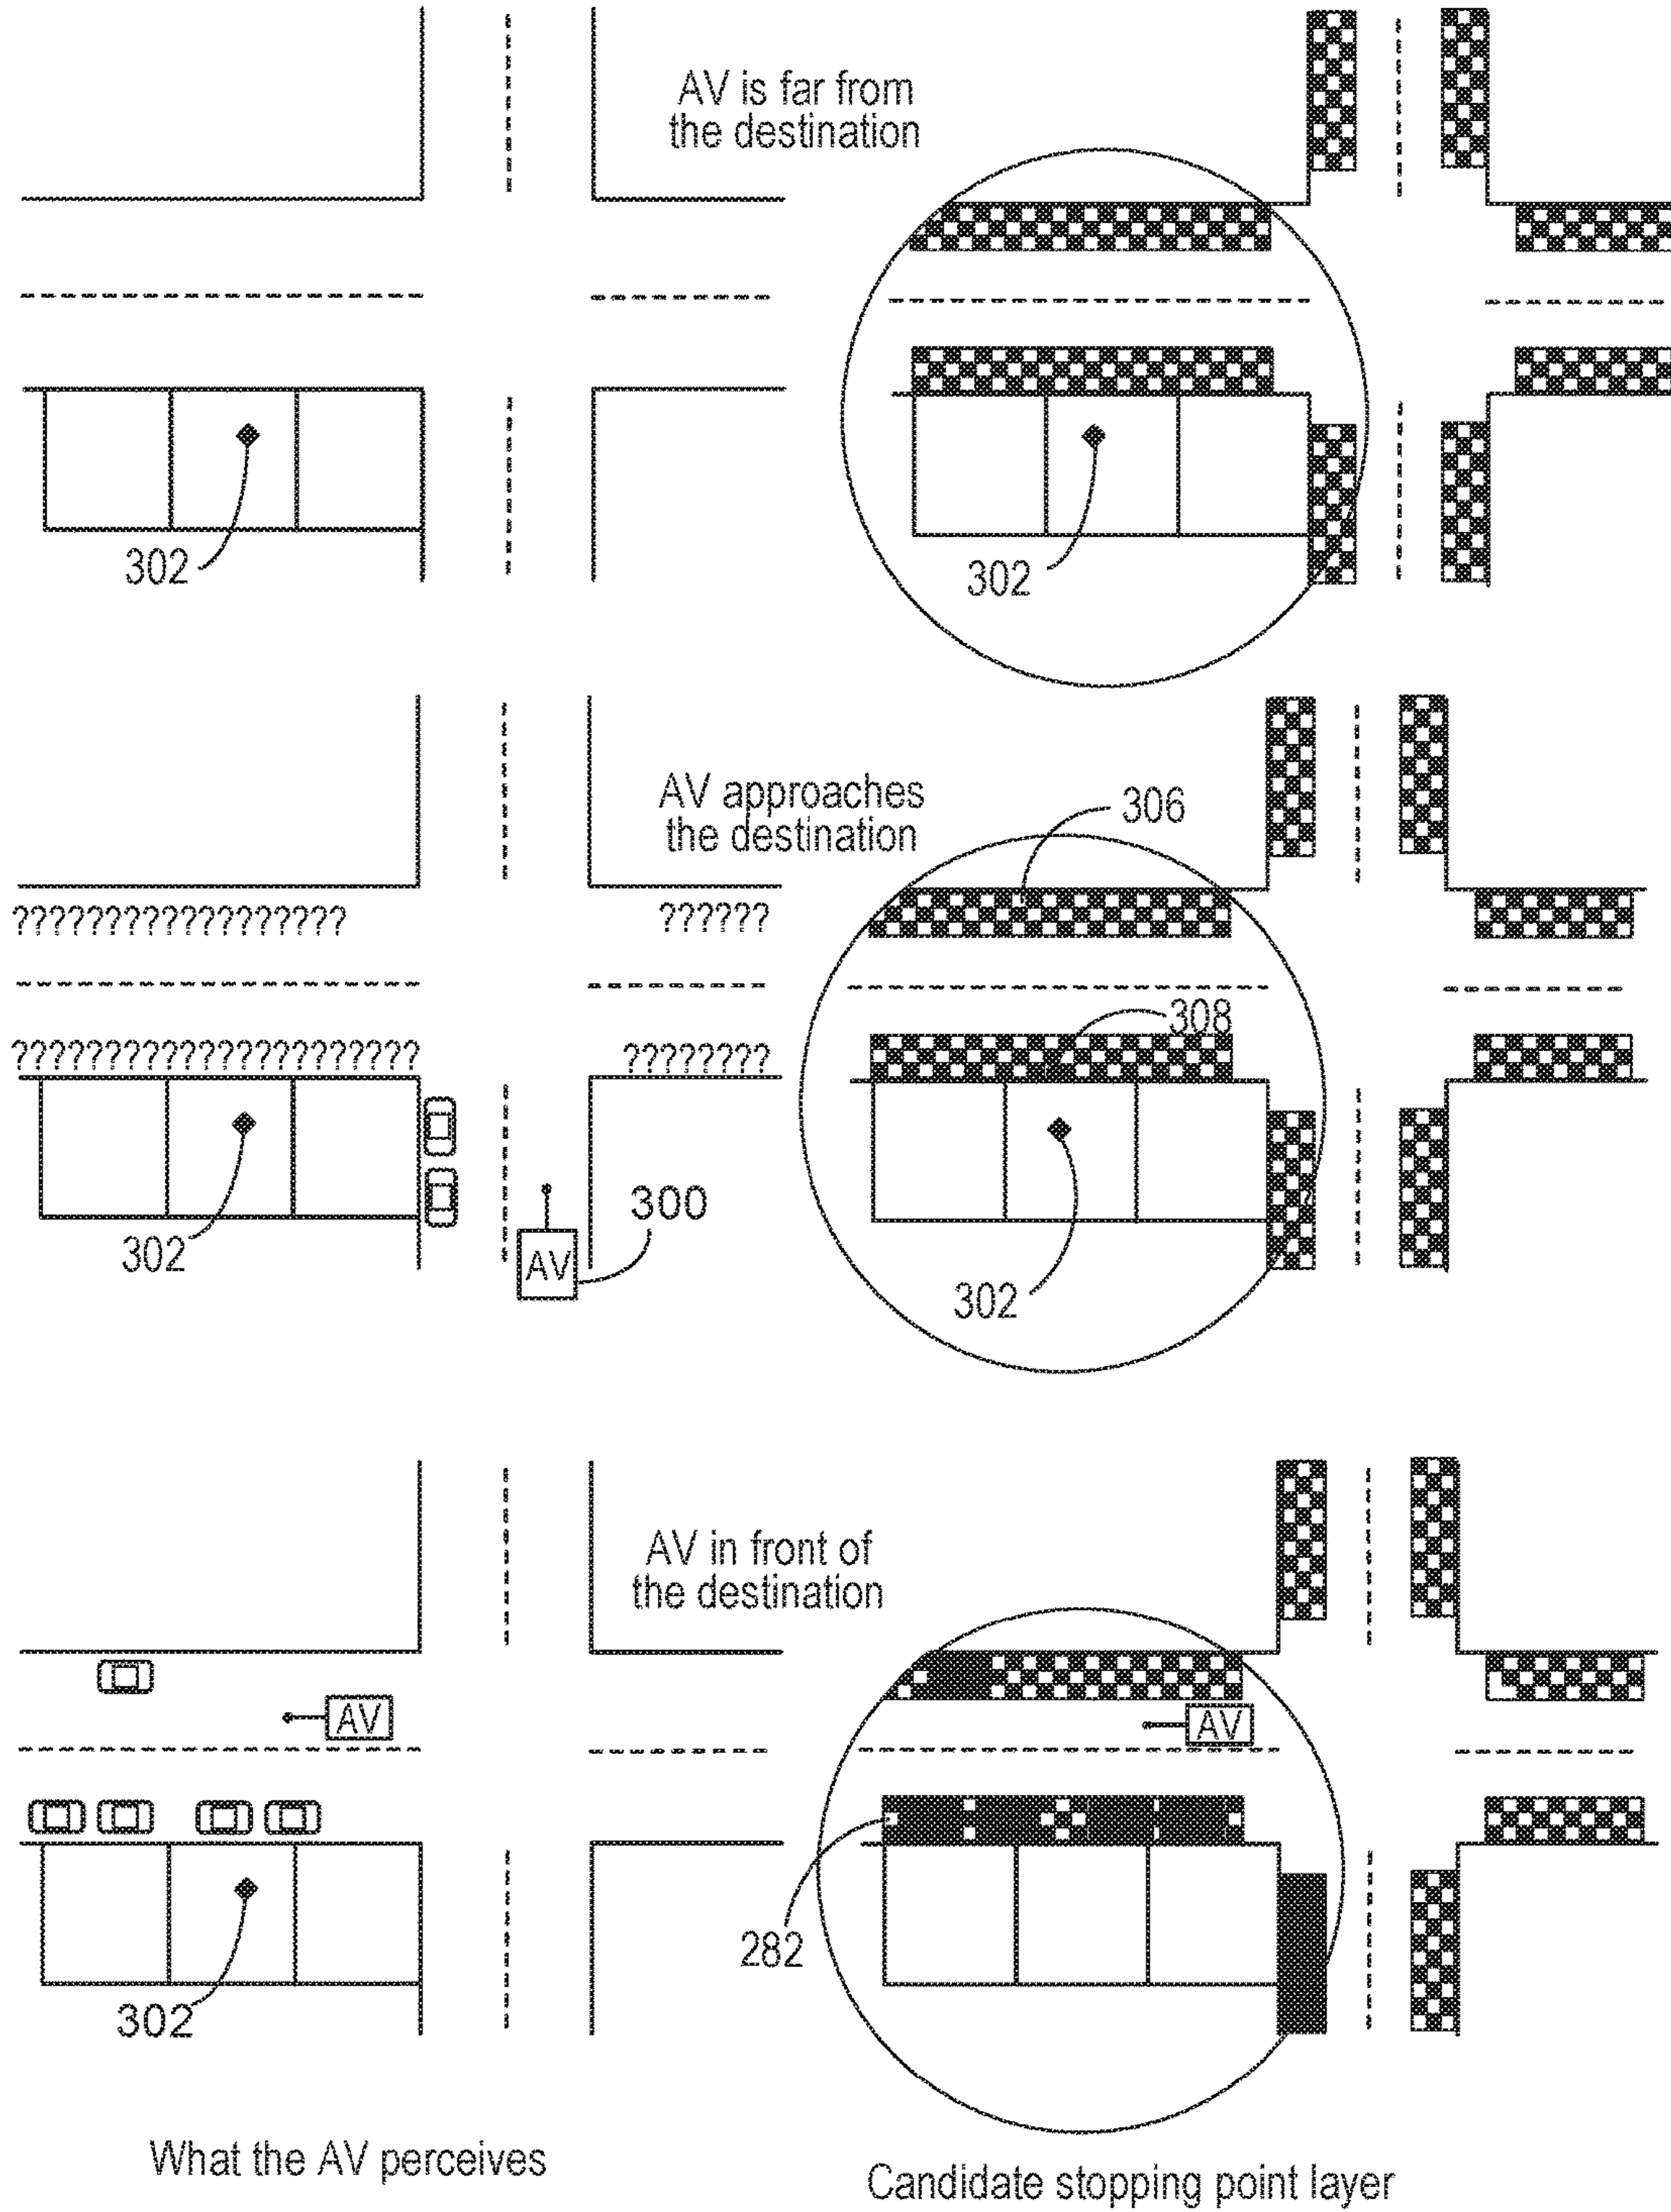 AV is far from
the destination
302
302
AV approaches
the destination
306
?????????????????? ??????
308
?????????????????????? ????????
302
AV
300
302
AV in front of
the destination
AV
AV
282
302
What the AV perceives
Candidate stopping point layer